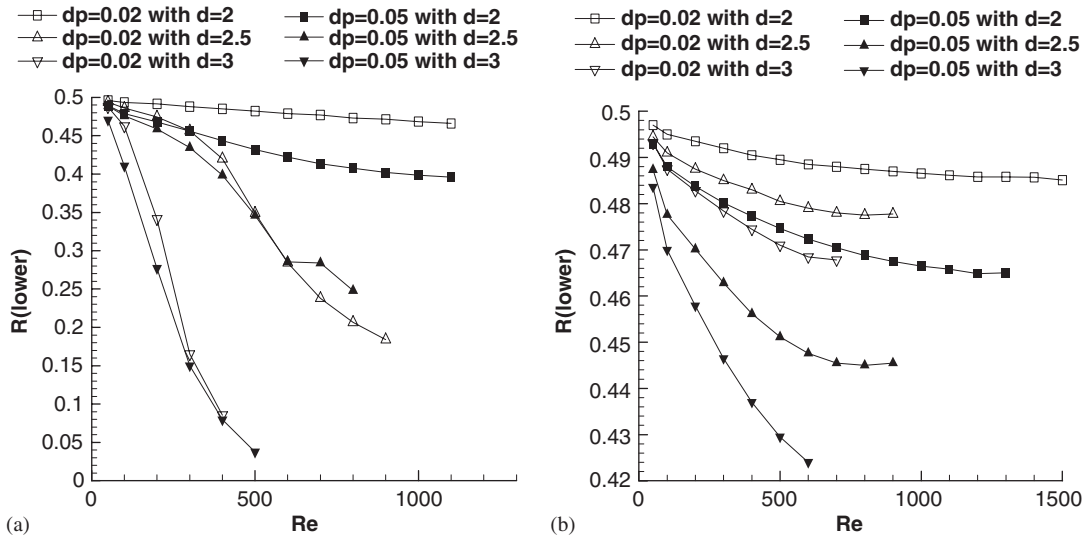 dp=0.02 with d=2
dp=0.02 with d=2.5
dp=0.02 with d=3
dp=0.05 with d=2
dp=0.05 with d=2.5
dp=0.05 with d=3
0.5
0.45
0.4
0.35
0.3
0.25
0.2
0.15
0.1
0.05
0
R(lower)
0 500 1000
Re
(a)
dp=0.02 with d=2
dp=0.02 with d=2.5
dp=0.02 with d=3
dp=0.05 with d=2
dp=0.05 with d=2.5
dp=0.05 with d=3
0.5
0.49
0.48
0.47
0.46
0.45
0.44
0.43
0.42
R(lower)
0 500 1000 1500
Re
(b)